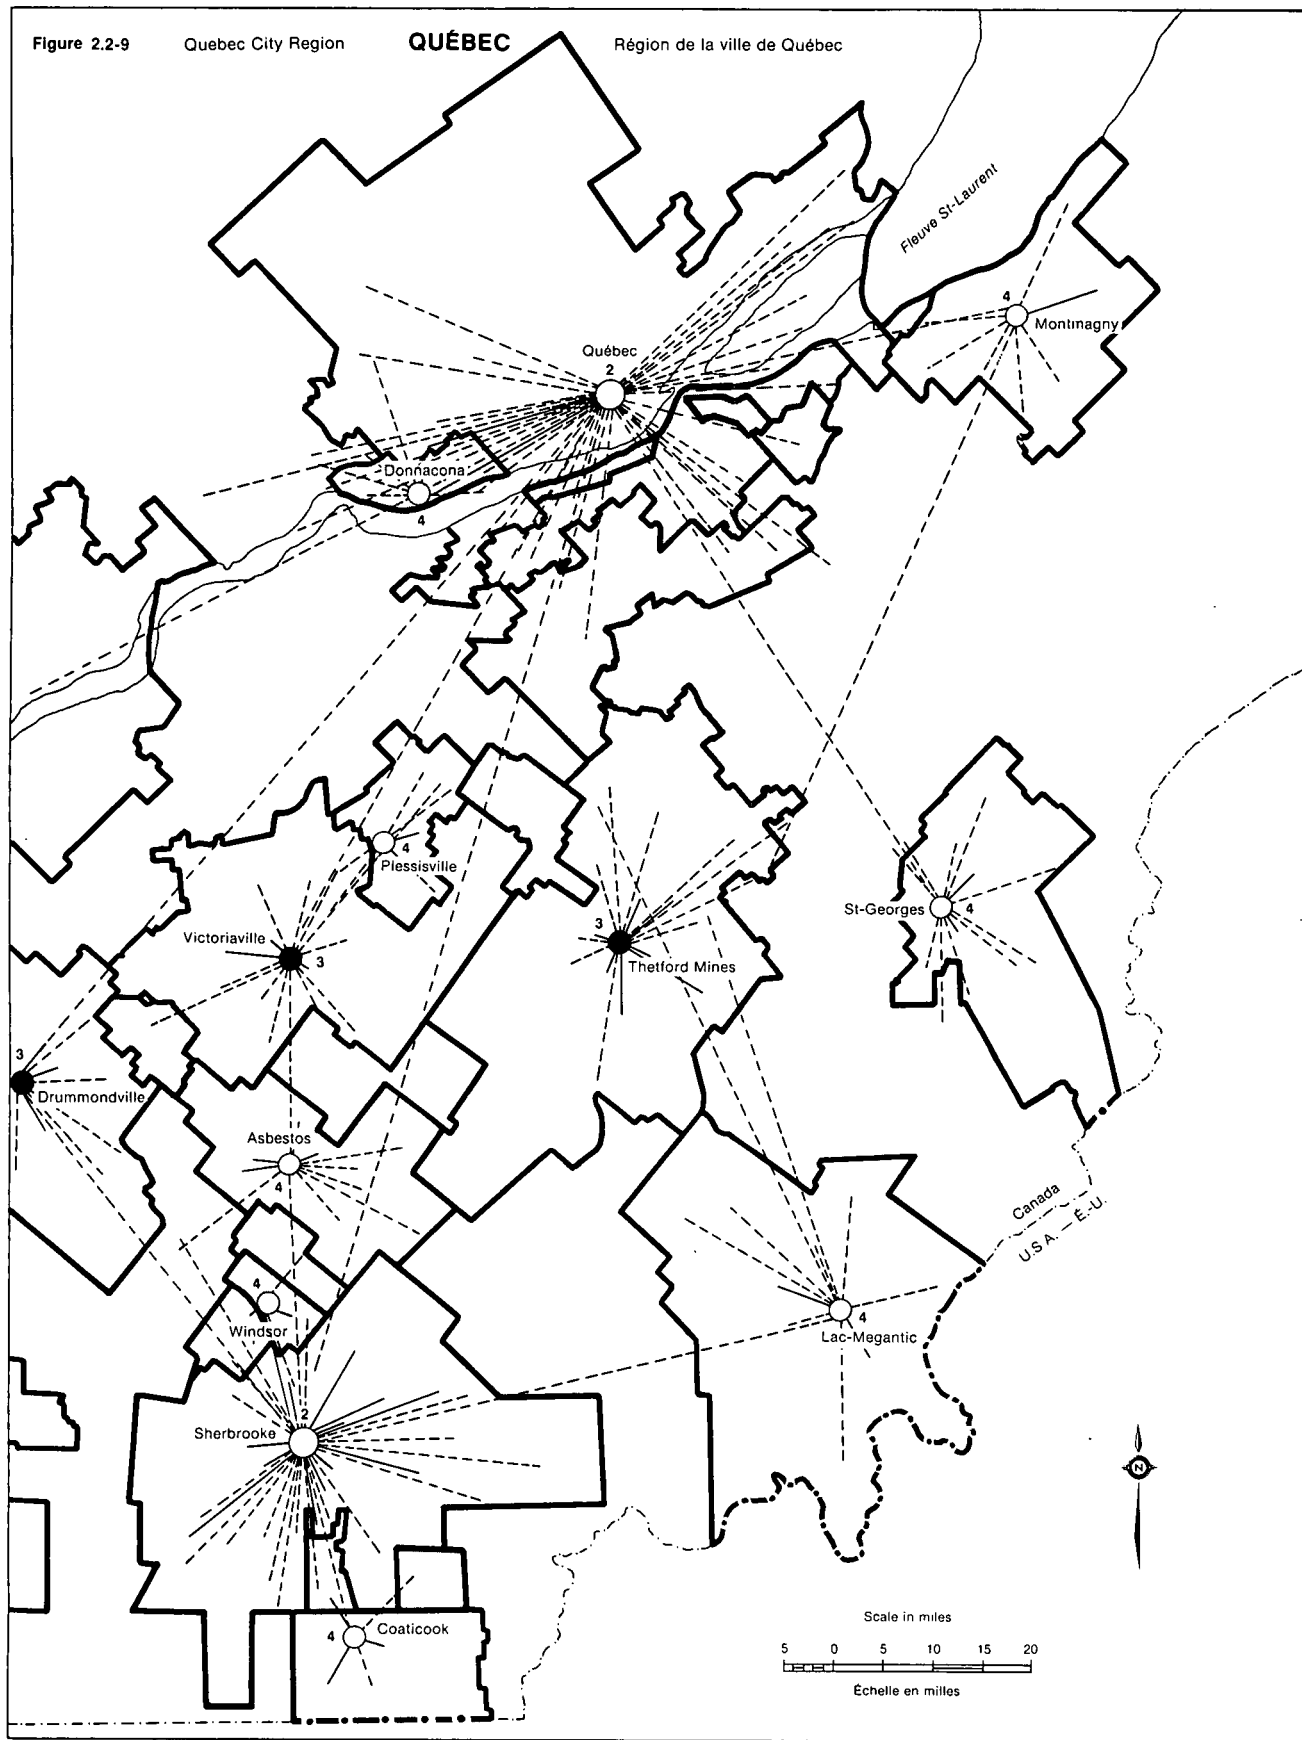 Figure 2.2-9 Quebec City Region QUÉBEC Région de la ville de Québec
Fleuve St-Laurent
4
Montmagny
Québec
2
Donnacona
4
4
Plessisville
Victoriaville
3
3
Thetford Mines
St-Georges
4
3
Drummondville
Asbestos
4
Canada
U.S.A. — É.-U.
4
Windsor
4
Lac-Megantic
2
Sherbrooke
N
4
Coaticook
Scale in miles
5 0 5 10 15 20
Échelle en milles